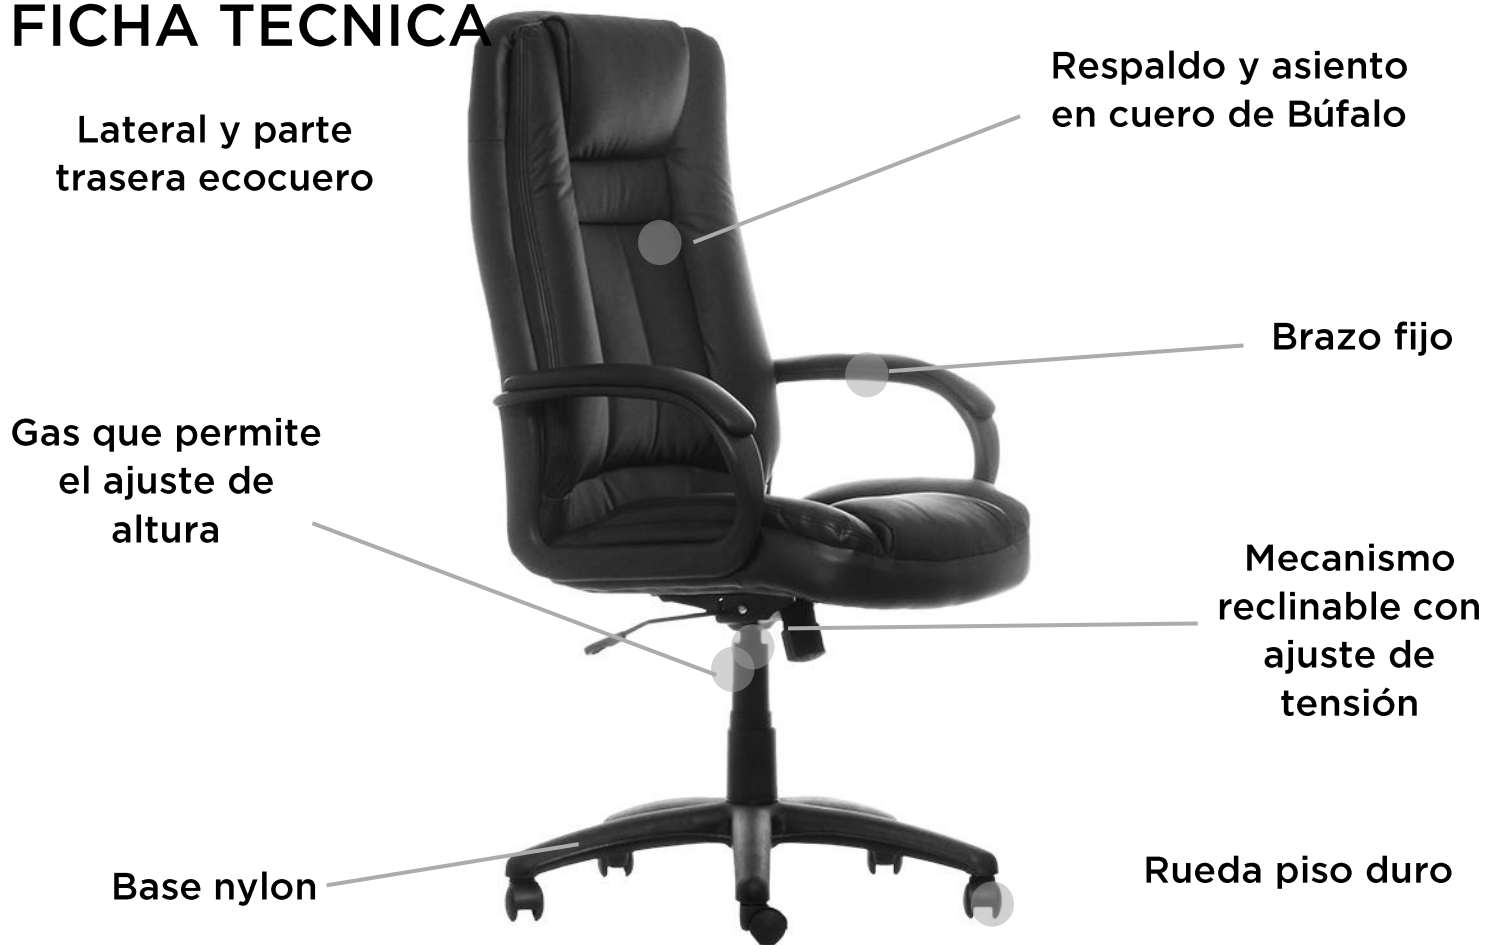 FICHA TECNICA
Lateral y parte
trasera ecocuero
Respaldo y asiento
en cuero de Búfalo
Brazo fijo
Gas que permite
el ajuste de
altura
Mecanismo
reclinable con
ajuste de
tensión
Base nylon
Rueda piso duro